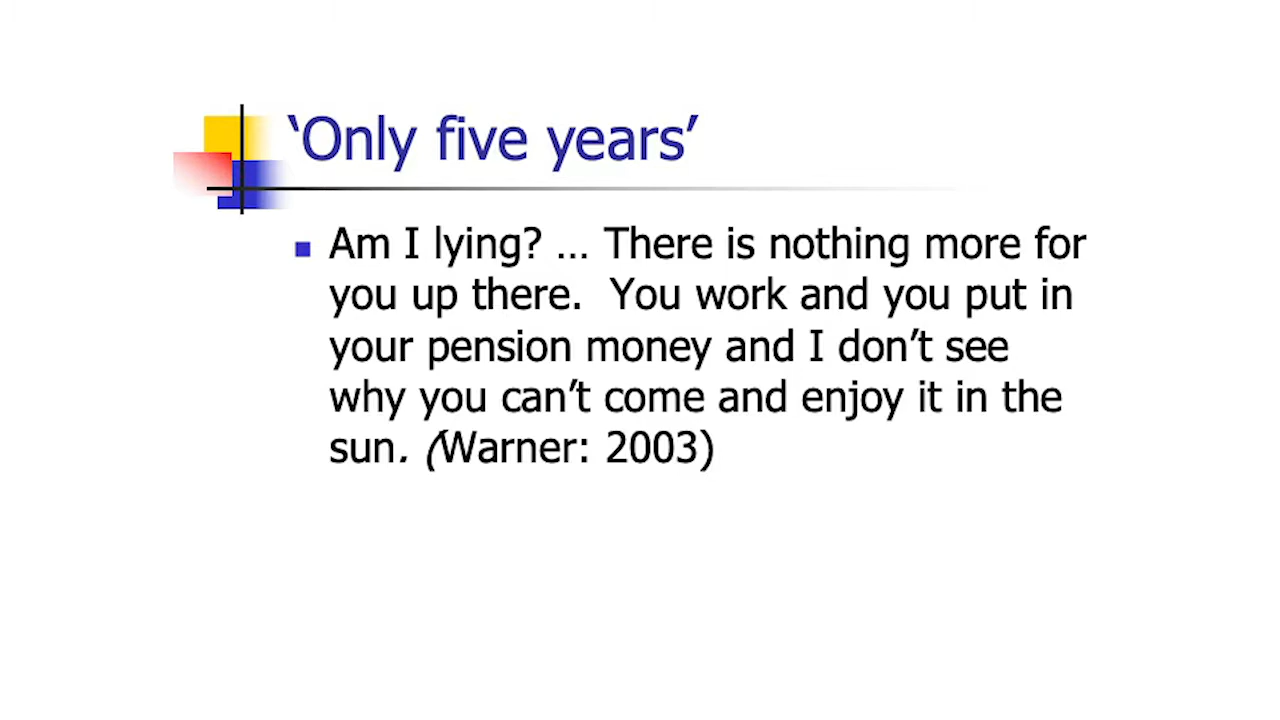 ‘Only five years’
Am I lying? … There is nothing more for
you up there.  You work and you put in
your pension money and I don’t see
why you can’t come and enjoy it in the
sun. (Warner: 2003)